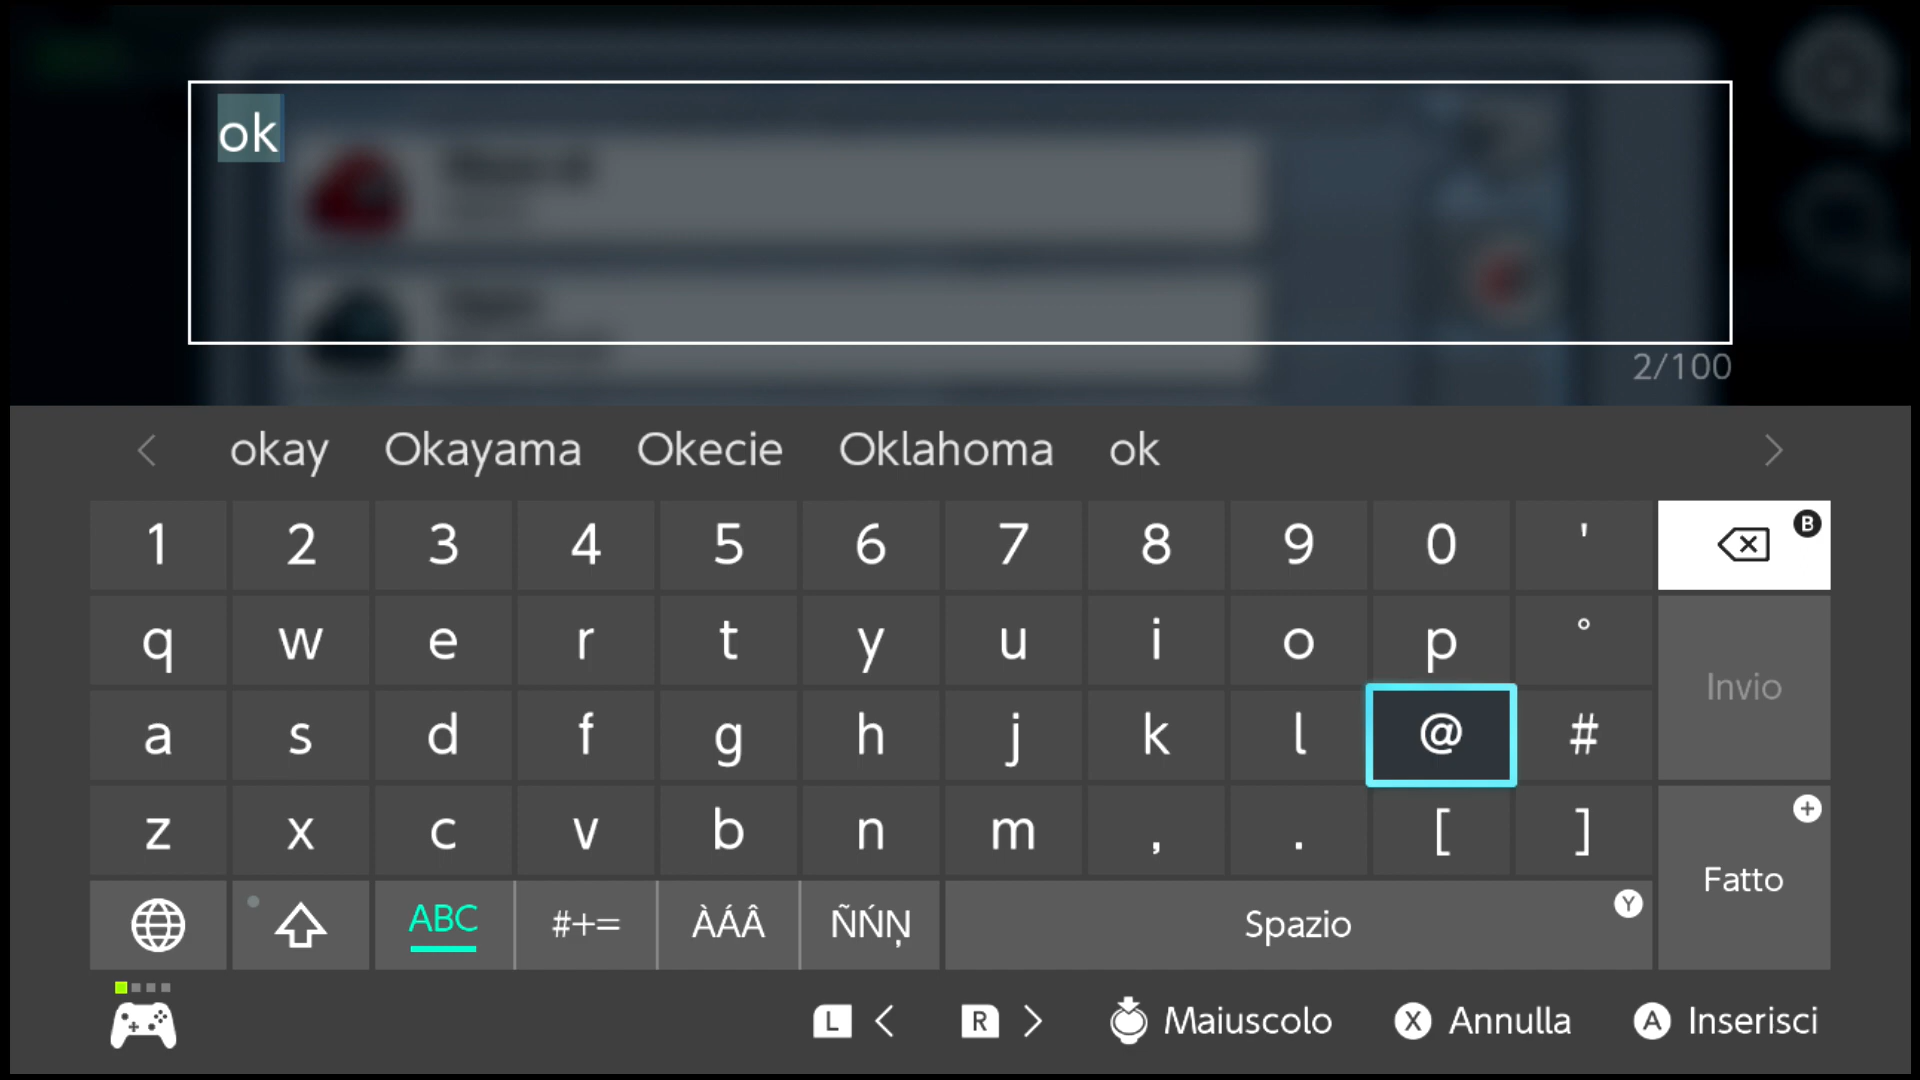 ok
2/100
okay Okayama Okecie Oklahoma ok
1 2 3 4 5 6 7 8 9 0 ' B
q w e r t y u i o p °
Invio
a s d f g h j k l @ #
z x c v b n m , . [ ] +
Fatto
ABC #+= ÀÁÂ ÑŃŅ Spazio Y
L < R > Maiuscolo X Annulla A Inserisci